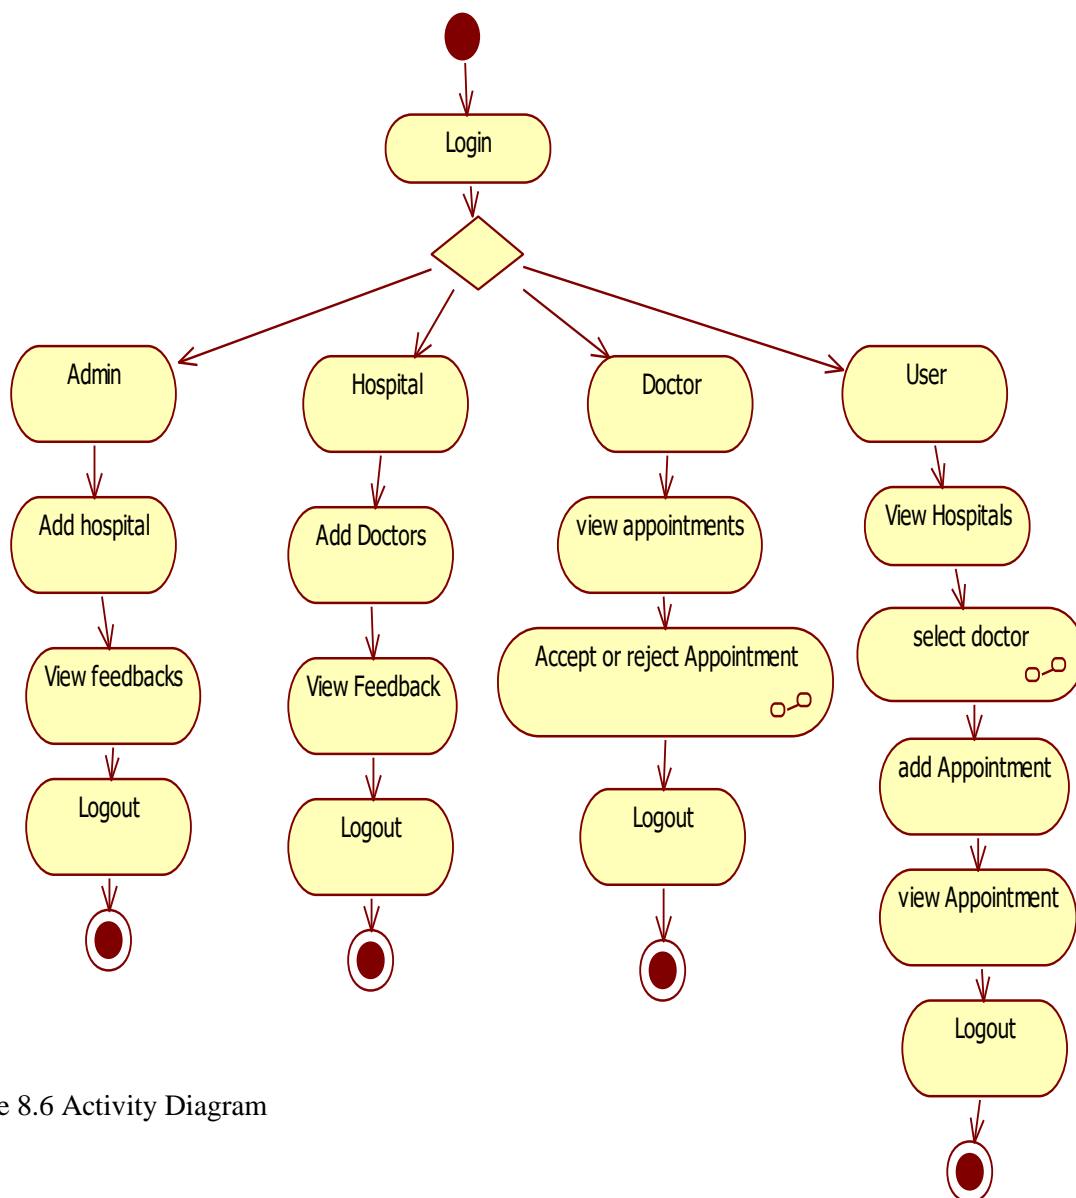 Login
Admin
Hospital
Doctor
User
Add hospital
Add Doctors
view appointments
View Hospitals
View feedbacks
View Feedback
Accept or reject Appointment
select doctor
Logout
Logout
Logout
add Appointment
view Appointment
Logout
e 8.6 Activity Diagram